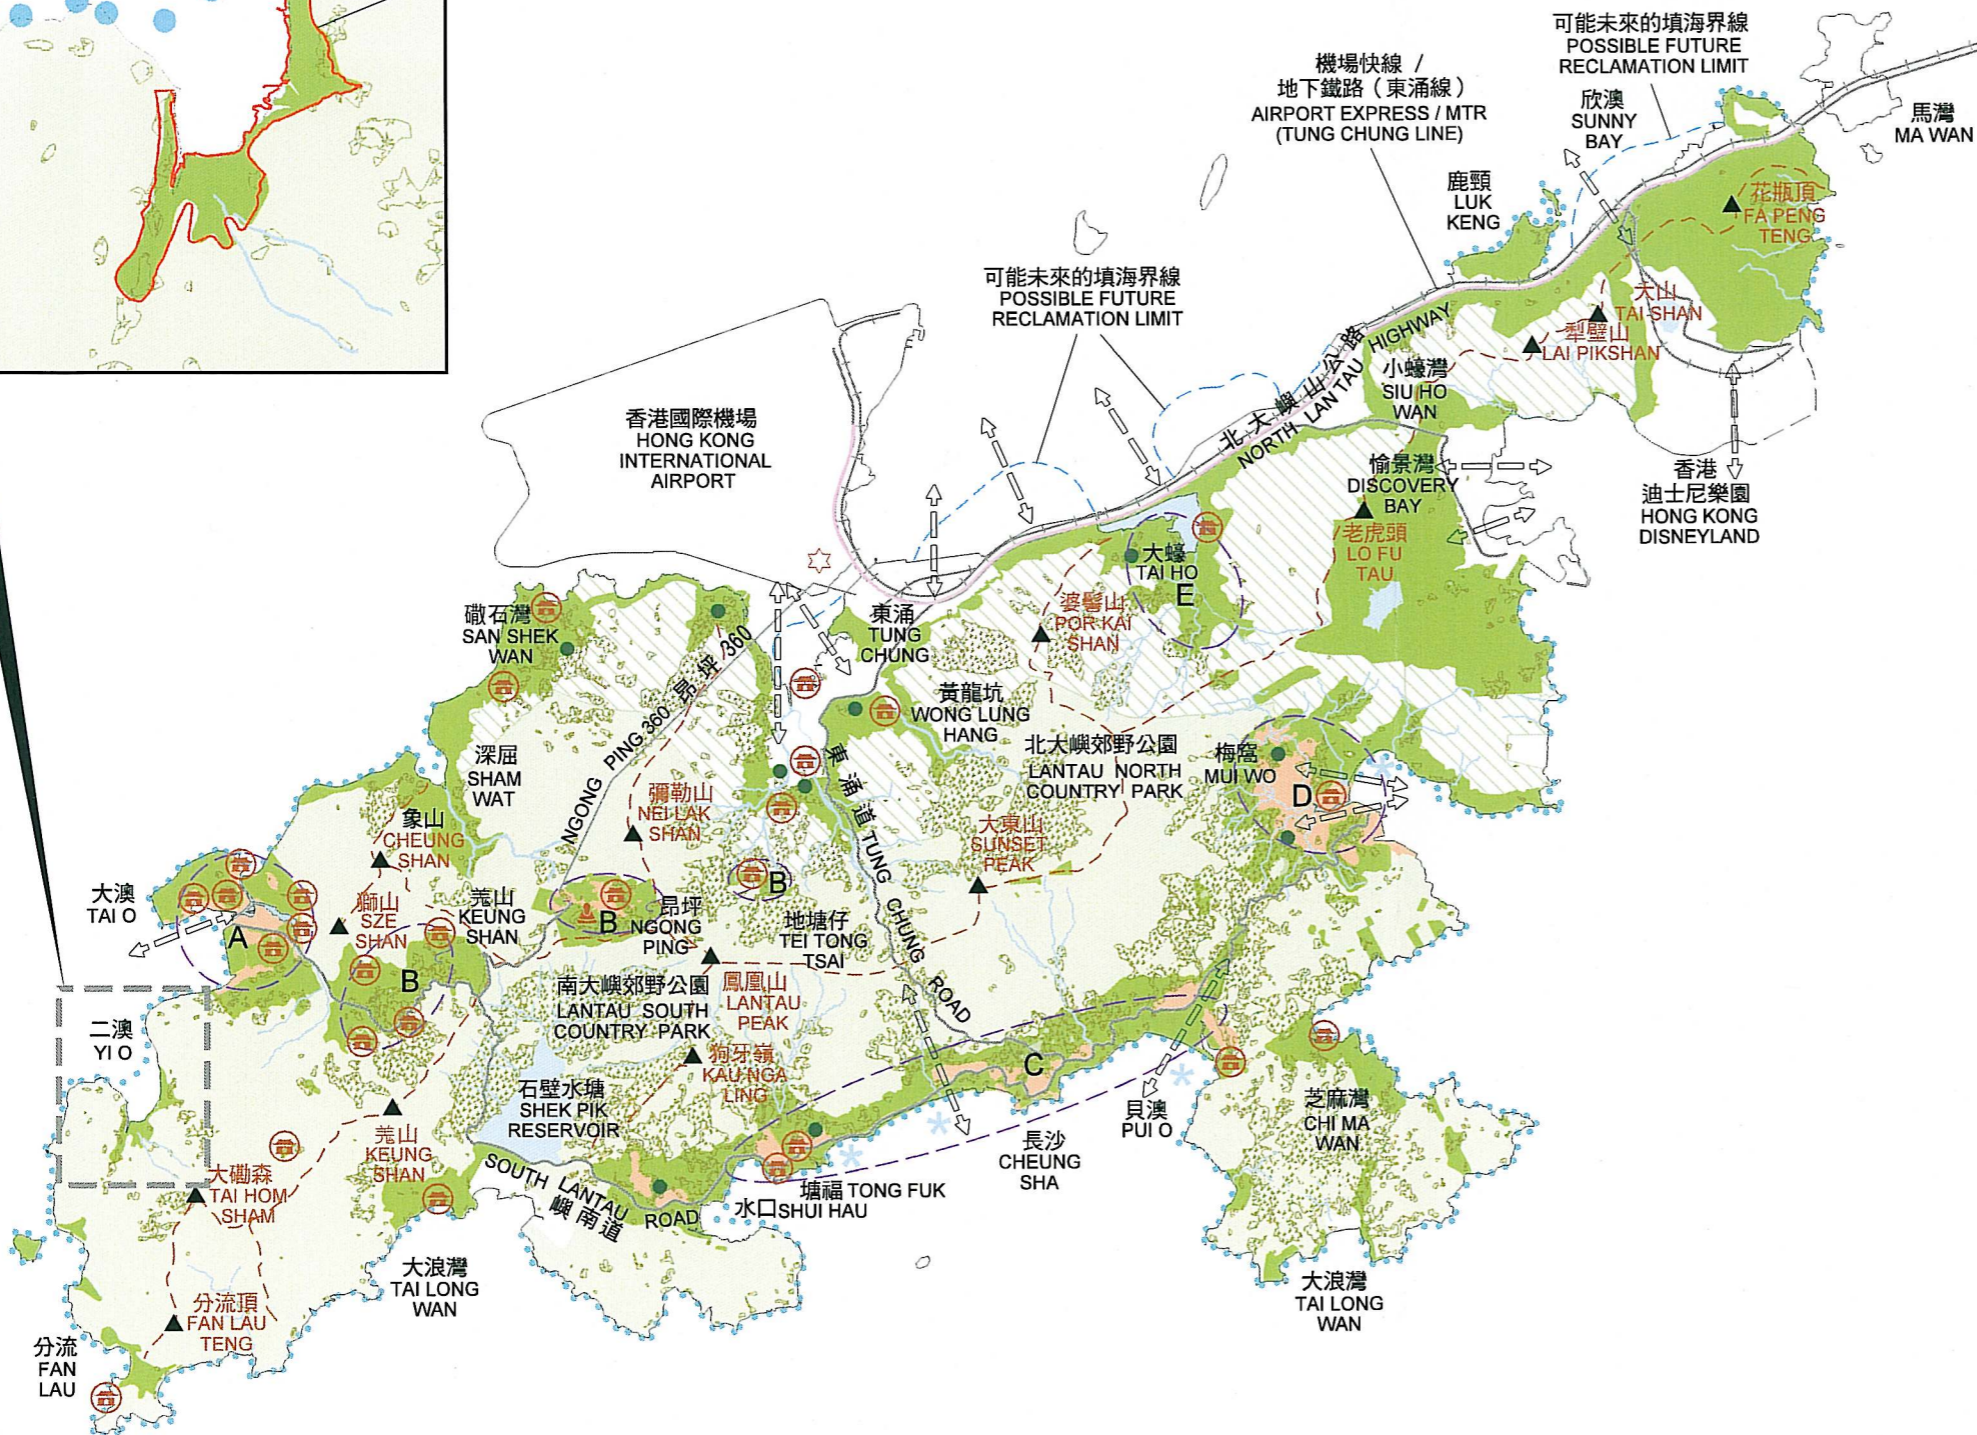 可能未來的填海界線
POSSIBLE FUTURE
RECLAMATION LIMIT
機場快線 /
地下鐵路（東涌線）
AIRPORT EXPRESS / MTR
(TUNG CHUNG LINE)
欣澳
SUNNY
BAY
馬灣
MA WAN
鹿頸
LUK
KENG
花瓶頂
FA PENG
TENG
可能未來的填海界線
POSSIBLE FUTURE
RECLAMATION LIMIT
大山
TAI SHAN
犁壁山
LAI PIKSHAN
北大嶼山公路
NORTH LANTAU HIGHWAY
小蠔灣
SIU HO
WAN
香港國際機場
HONG KONG
INTERNATIONAL
AIRPORT
愉景灣
DISCOVERY
BAY
香港
迪士尼樂園
HONG KONG
DISNEYLAND
老虎頭
LO FU
TAU
大蠔
TAI HO
E
䃟石灣
SAN SHEK
WAN
東涌
TUNG
CHUNG
婆髻山
POR KAI
SHAN
NGONG PING 360 昂坪 360
黃龍坑
WONG LUNG
HANG
深屈
SHAM
WAT
北大嶼郊野公園
LANTAU NORTH
COUNTRY PARK
梅窩
MUI WO
D
彌勒山
NEI LAK
SHAN
東涌道 TUNG CHUNG ROAD
象山
CHEUNG
SHAN
大東山
SUNSET
PEAK
大澳
TAI O
A
獅山
SZE
SHAN
羗山
KEUNG
SHAN
B
昂坪
NGONG
PING
B
地塘仔
TEI TONG
TSAI
B
南大嶼郊野公園
LANTAU SOUTH
COUNTRY PARK
鳳凰山
LANTAU
PEAK
二澳
YI O
狗牙嶺
KAU NGA
LING
C
石壁水塘
SHEK PIK
RESERVOIR
貝澳
PUI O
芝麻灣
CHI MA
WAN
羗山
KEUNG
SHAN
長沙
CHEUNG
SHA
大磡森
TAI HOM
SHAM
SOUTH LANTAU ROAD
嶼南道
塘福 TONG FUK
水口 SHUI HAU
大浪灣
TAI LONG
WAN
大浪灣
TAI LONG
WAN
分流頂
FAN LAU
TENG
分流
FAN
LAU